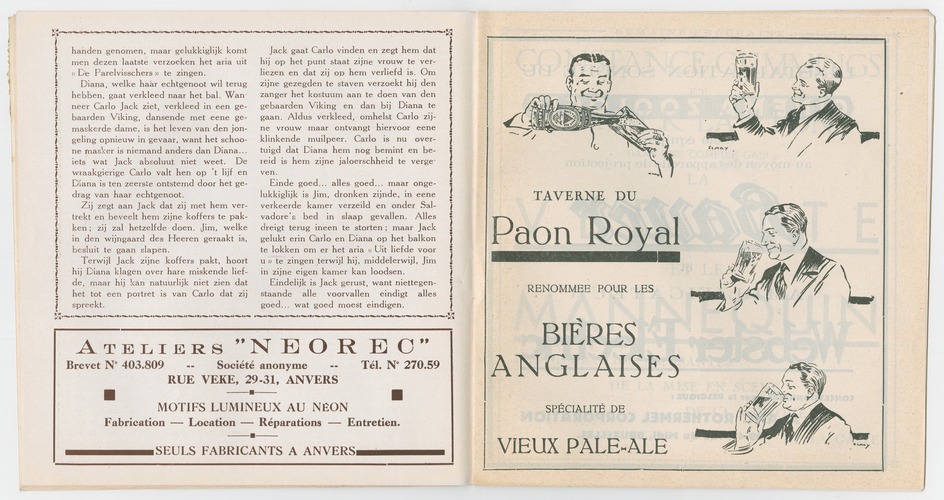 handen genomen, maar gelukkiglijk komt
men dezen laatste verzoeken het aria uit
« De Parelvisschers » te zingen.
Diana, welke haar echtgenoot wil terug
hebben, gaat verkleed naar het bal. Wan-
neer Carlo Jack ziet, verkleed in een ge-
baarden Viking, dansende met eene ge-
maskerde dame, is het leven van den jon-
geling opnieuw in gevaar, want het schoo-
ne masker is niemand anders dan Diana...
iets wat Jack absoluut niet weet. De
wraakgierige Carlo valt hen op 't lijf en
Diana is ten zeerste ontstemd door het ge-
drag van haar echtgenoot.
Zij zegt aan Jack dat zij met hem ver-
trekt en beveelt hem zijne koffers te pak-
ken ; zij zal hetzelfde doen. Jim, welke
in den wijngaard des Heeren geraakt is,
besluit te gaan slapen.
Terwijl Jack zijne koffers pakt, hoort
hij Diana klagen over hare miskende lief-
de, maar hij kan natuurlijk niet zien dat
het tot een portret is van Carlo dat zij
spreekt.
Jack gaat Carlo vinden en zegt hem dat
hij op het punt staat zijne vrouw te ver-
liezen en dat zij op hem verliefd is. Om
zijne gezegden te staven verzoekt hij den
zanger het kostuum aan te doen van den
gebaarden Viking en dan bij Diana te
gaan. Aldus verkleed, omhelst Carlo zij-
ne vrouw maar ontvangt hiervoor eene
klinkende muilpeer. Carlo is nu over-
tuigd dat Diana hem nog bemint en be-
reid is hem zijne jaloerschheid te verge-
ven.
Einde goed... alles goed... maar onge-
lukkiglijk is Jim, dronken zijnde, in eene
verkeerde kamer verzeild en onder Sal-
vadore's bed in slaap gevallen. Alles
dreigt terug ineen te storten ; maar Jack
gelukt erin Carlo en Diana op het balkon
te lokken om er het aria « Uit liefde voor
u » te zingen terwijl hij, middelerwijl, Jim
in zijne eigen kamer kan loodsen.
Eindelijk is Jack gerust, want niettegen-
staande alle voorvallen eindigt alles
goed... wat goed moest eindigen.
ATELIERS "NEOREC"
Brevet N° 403.809 -- Société anonyme -- Tél. N° 270.59
RUE VEKE, 29-31, ANVERS
MOTIFS LUMINEUX AU NEON
Fabrication — Location — Réparations — Entretien.
SEULS FABRICANTS A ANVERS
TAVERNE DU
Paon Royal
RENOMMEE POUR LES
BIÈRES
ANGLAISES
SPÉCIALITÉ DE
VIEUX PALE-ALE